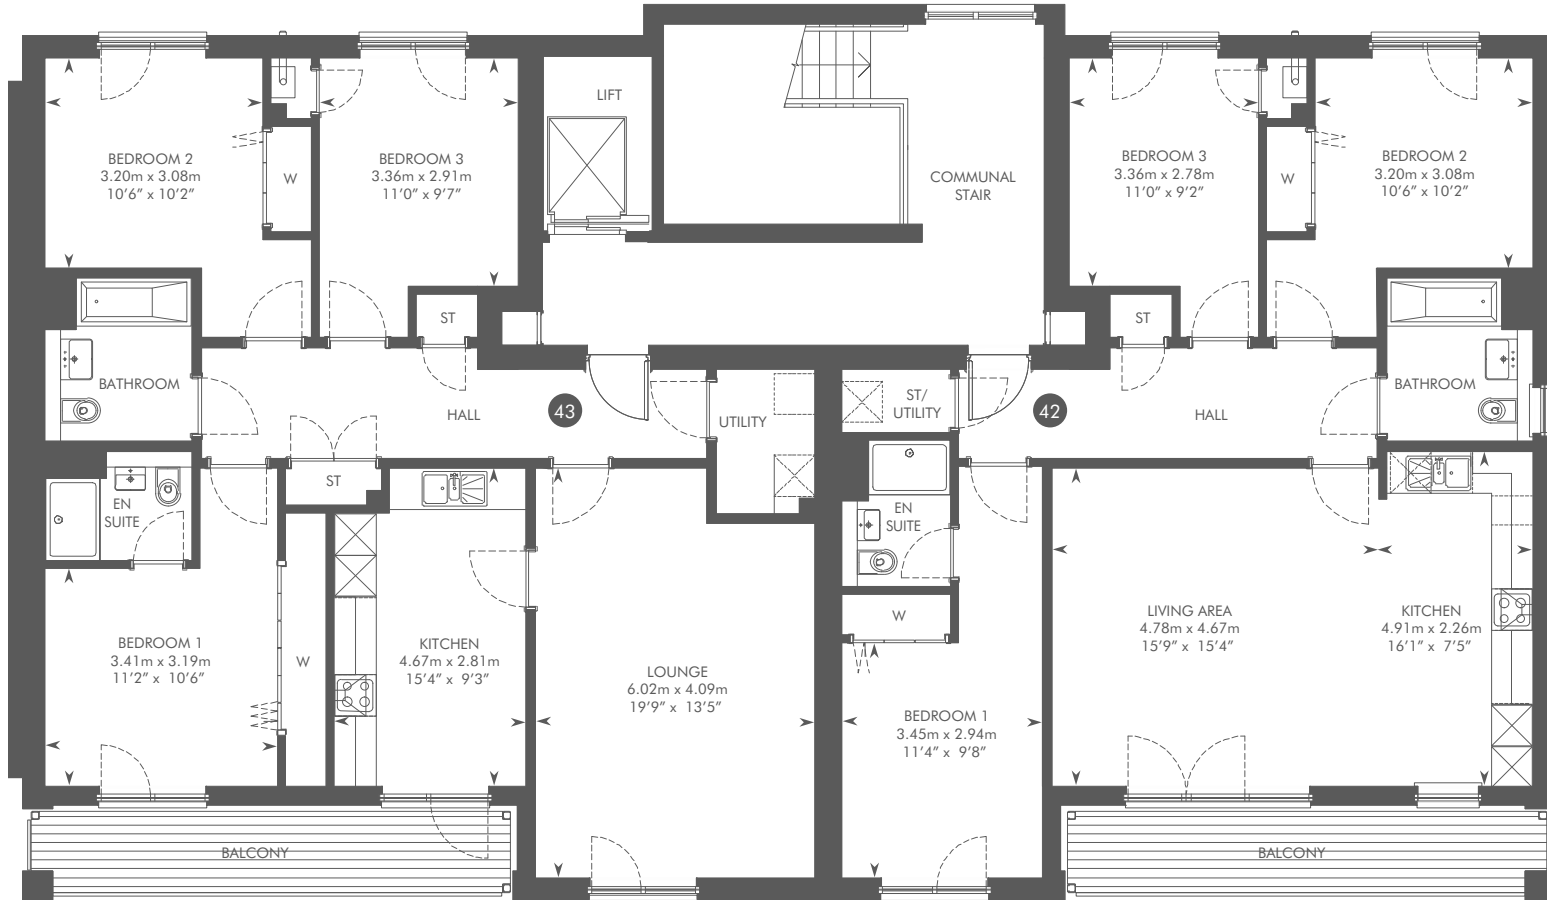 LIFT
BEDROOM 2
3.20m x 3.08m
10'6" x 10'2"
W
BEDROOM 3
3.36m x 2.91m
11'0" x 9'7"
COMMUNAL
STAIR
BEDROOM 3
3.36m x 2.78m
11'0" x 9'2"
W
BEDROOM 2
3.20m x 3.08m
10'6" x 10'2"
ST
ST
BATHROOM
HALL
43
UTILITY
ST/
UTILITY
42
HALL
BATHROOM
EN
SUITE
ST
EN
SUITE
BEDROOM 1
3.41m x 3.19m
11'2" x 10'6"
W
KITCHEN
4.67m x 2.81m
15'4" x 9'3"
LOUNGE
6.02m x 4.09m
19'9" x 13'5"
W
BEDROOM 1
3.45m x 2.94m
11'4" x 9'8"
LIVING AREA
4.78m x 4.67m
15'9" x 15'4"
KITCHEN
4.91m x 2.26m
16'1" x 7'5"
BALCONY
BALCONY